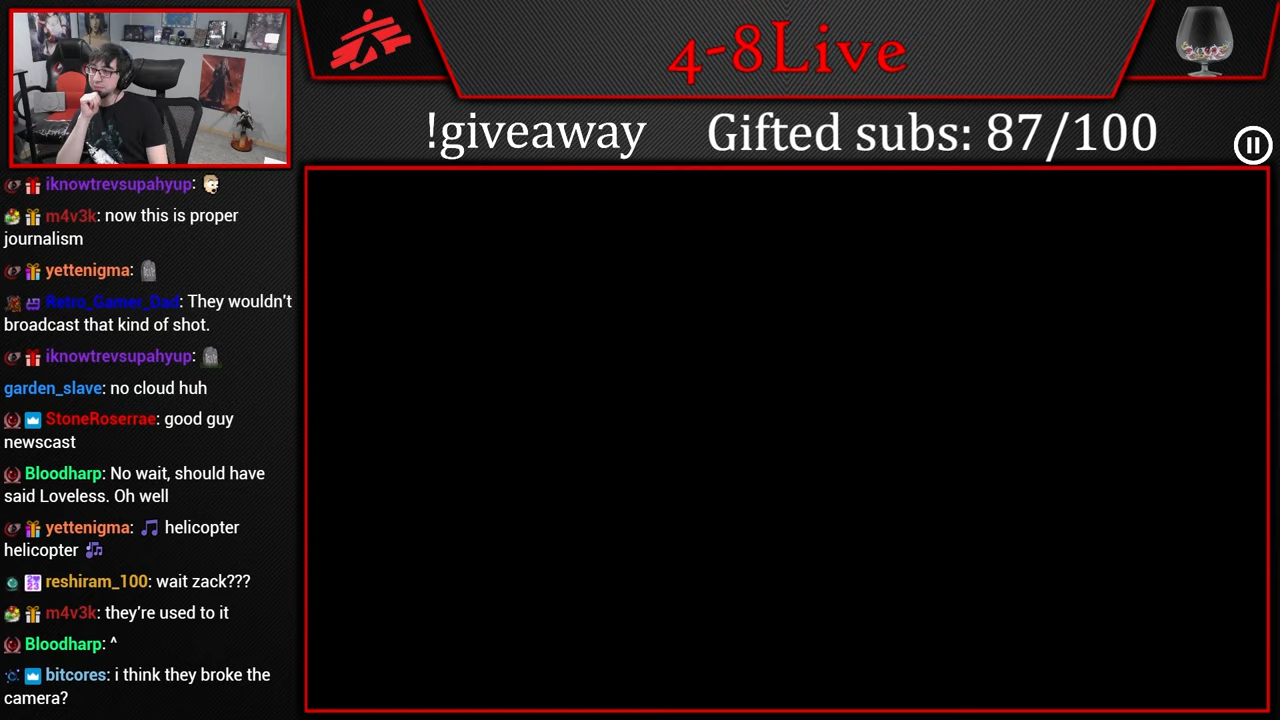 4-8Live
!giveaway
Gifted subs: 87/100
iknowtrevsupahyup:
m4v3k: now this is proper
journalism
yettenigma:
Retro_Gamer_Dad: They wouldn't
broadcast that kind of shot.
iknowtrevsupahyup:
garden_slave: no cloud huh
StoneRoserrae: good guy
newscast
Bloodharp: No wait, should have
said Loveless. Oh well
yettenigma: 🎵 helicopter
helicopter 🎶
reshiram_100: wait zack???
m4v3k: they're used to it
Bloodharp: ^
bitcores: i think they broke the
camera?